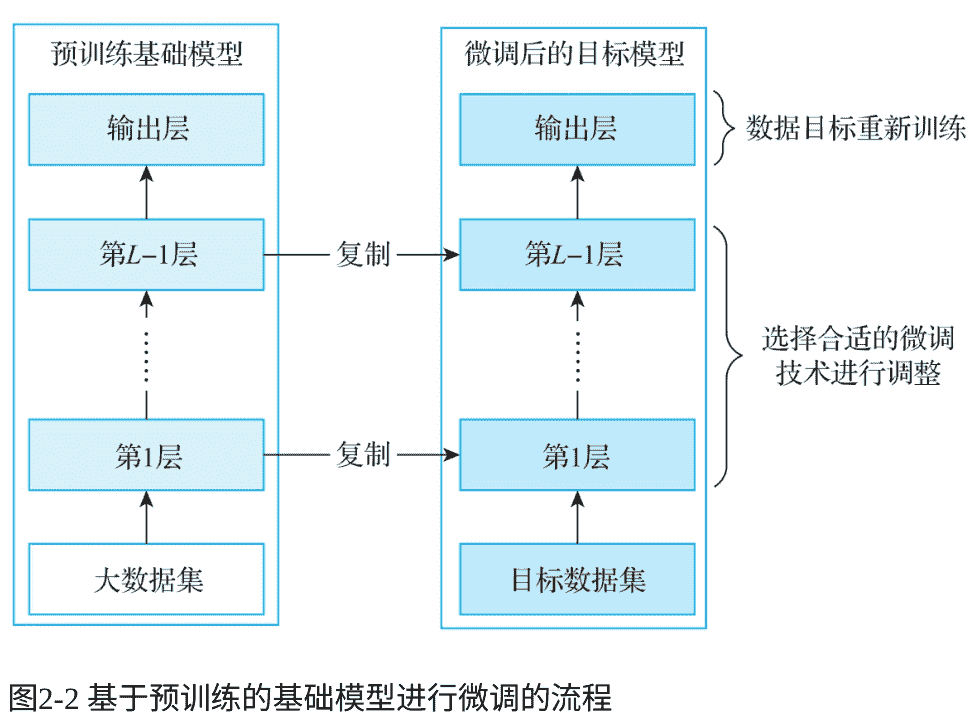 预训练基础模型
输出层
第L-1层
第1层
大数据集
复制
复制
微调后的目标模型
输出层
第L-1层
第1层
目标数据集
数据目标重新训练
选择合适的微调
技术进行调整
图2-2 基于预训练的基础模型进行微调的流程